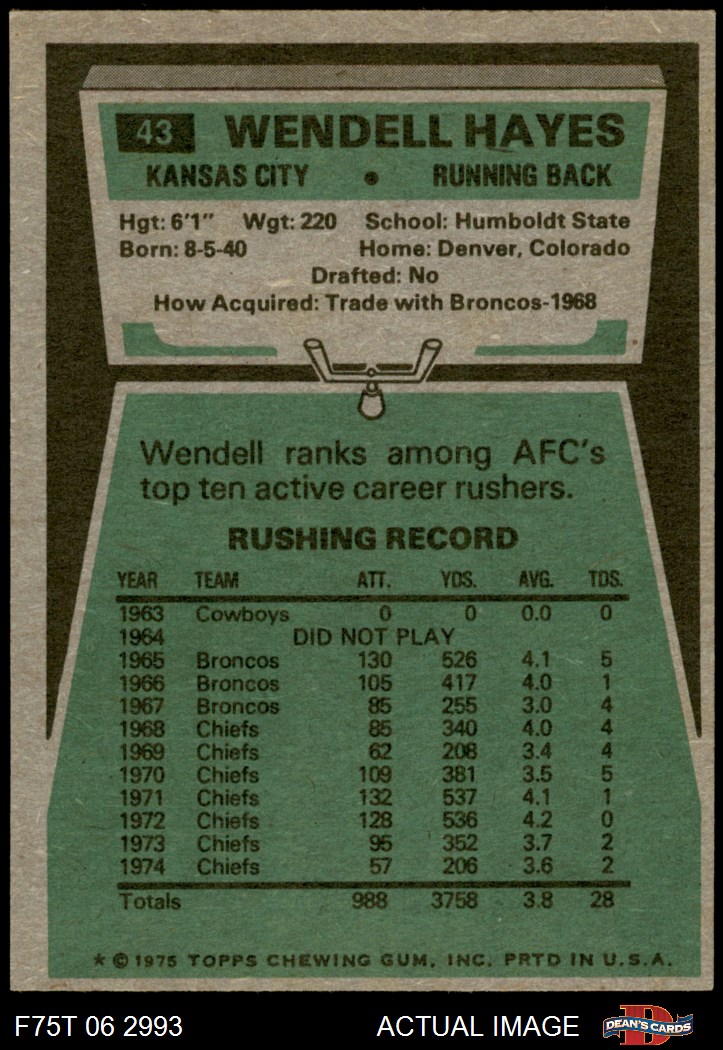 43 WENDELL HAYES
KANSAS CITY • RUNNING BACK
Hgt: 6'1" Wgt: 220 School: Humboldt State
Born: 8-5-40 Home: Denver, Colorado
Drafted: No
How Acquired: Trade with Broncos-1968
Wendell ranks among AFC's
top ten active career rushers.
RUSHING RECORD
YEAR TEAM ATT. YDS. AVG. TDS.
1963 Cowboys 0 0 0.0 0
1964 DID NOT PLAY
1965 Broncos 130 526 4.1 5
1966 Broncos 105 417 4.0 1
1967 Broncos 85 255 3.0 4
1968 Chiefs 85 340 4.0 4
1969 Chiefs 62 208 3.4 4
1970 Chiefs 109 381 3.5 5
1971 Chiefs 132 537 4.1 1
1972 Chiefs 128 536 4.2 0
1973 Chiefs 95 352 3.7 2
1974 Chiefs 57 206 3.6 2
Totals 988 3758 3.8 28
* © 1975 TOPPS CHEWING GUM, INC. PRTD IN U.S.A.
F75T 06 2993 ACTUAL IMAGE DEAN'S CARDS